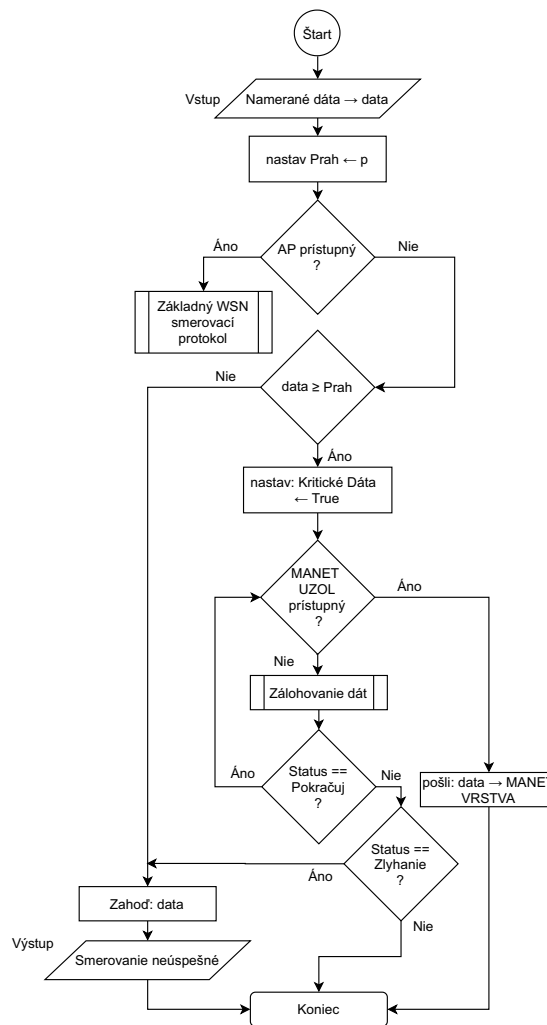 Štart
Vstup
Namerané dáta → data
nastav Prah ← p
AP prístupný
?
Áno
Nie
Základný WSN
smerovací
protokol
Nie
data ≥ Prah
Áno
nastav: Kritické Dáta
← True
MANET
UZOL
prístupný
?
Áno
Nie
Zálohovanie dát
Status ==
Pokračuj
?
Áno
Nie
pošli: data → MANET
VRSTVA
Status ==
Zlyhanie
?
Áno
Nie
Zahoď: data
Výstup
Smerovanie neúspešné
Koniec